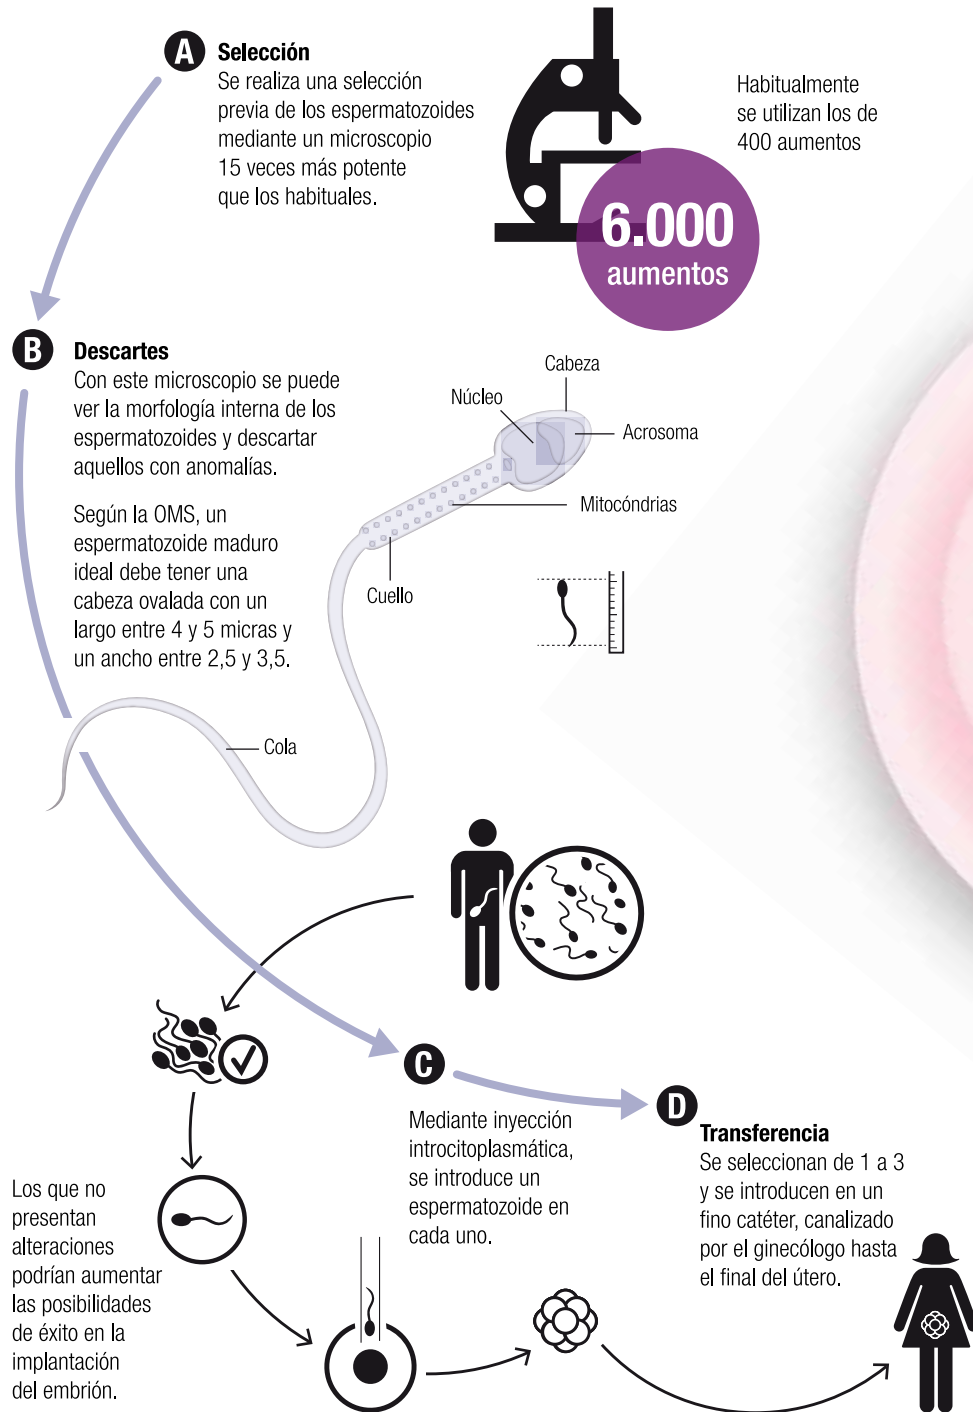 A
Selección
Se realiza una selección
previa de los espermatozoides
mediante un microscopio
15 veces más potente
que los habituales.
Habitualmente
se utilizan los de
400 aumentos
6.000
aumentos
B
Descartes
Con este microscopio se puede
ver la morfología interna de los
espermatozoides y descartar
aquellos con anomalías.
Según la OMS, un
espermatozoide maduro
ideal debe tener una
cabeza ovalada con un
largo entre 4 y 5 micras y
un ancho entre 2,5 y 3,5.
Cabeza
Núcleo
Acrosoma
Mitocóndrias
Cuello
Cola
C
Mediante inyección
introcitoplasmática,
se introduce un
espermatozoide en
cada uno.
D
Transferencia
Se seleccionan de 1 a 3
y se introducen en un
fino catéter, canalizado
por el ginecólogo hasta
el final del útero.
Los que no
presentan
alteraciones
podrían aumentar
las posibilidades
de éxito en la
implantación
del embrión.